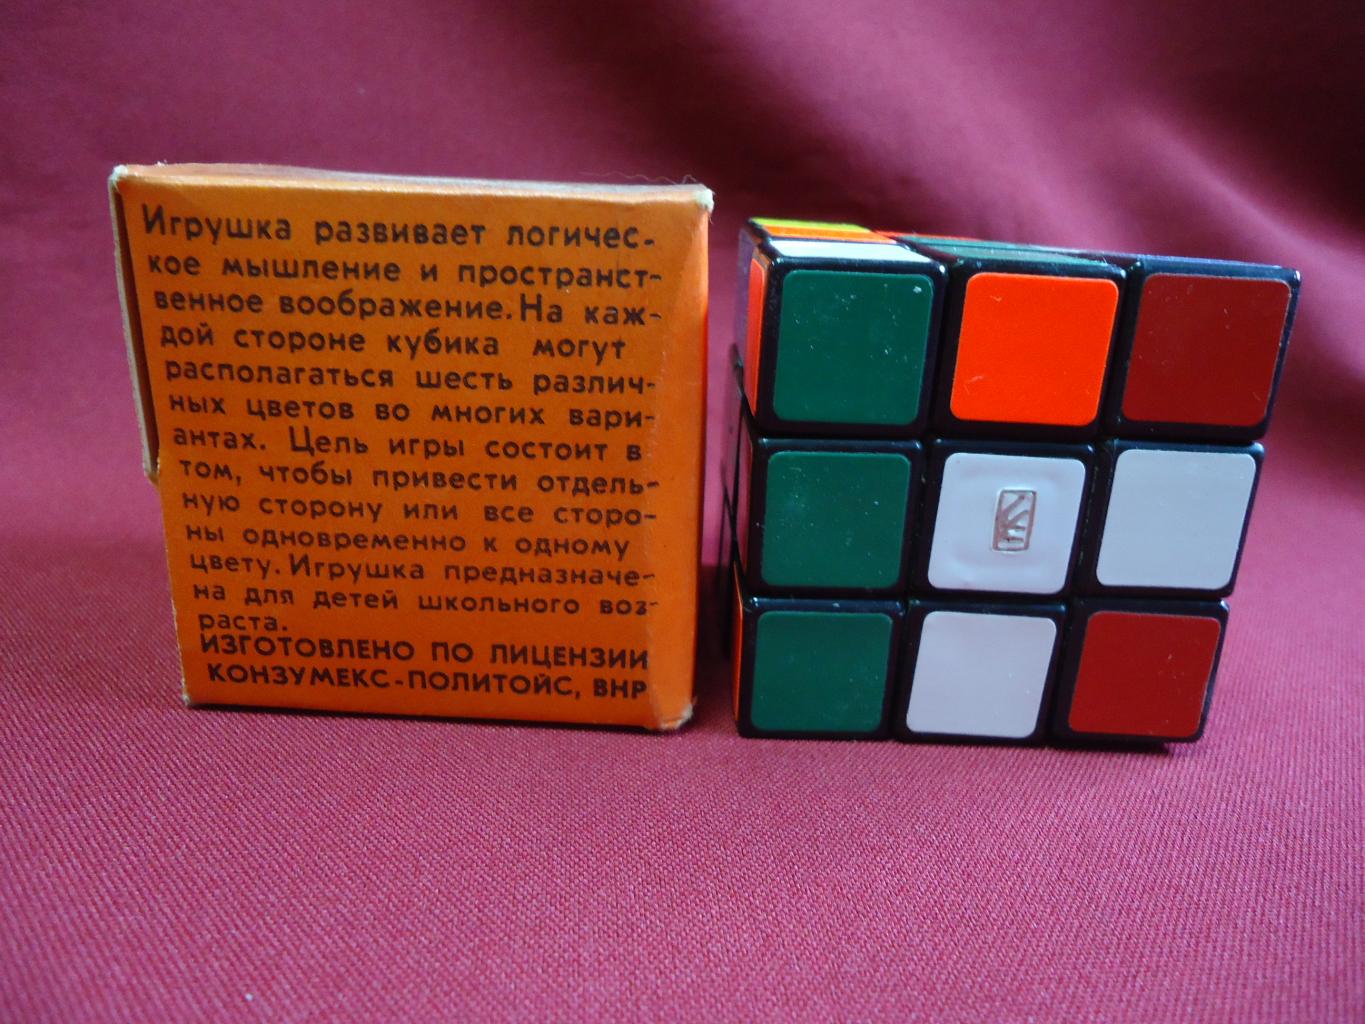 Игрушка развивает логичес-
кое мышление и пространст-
венное воображение. На каж-
дой стороне кубика могут
располагаться шесть различ-
ных цветов во многих вари-
антах. Цель игры состоит в
том, чтобы привести отдель-
ную сторону или все сторо-
ны одновременно к одному
цвету. Игрушка предназначе-
на для детей школьного воз-
раста.
ИЗГОТОВЛЕНО ПО ЛИЦЕНЗИИ
КОНЗУМЕКС-ПОЛИТОЙС, ВНР